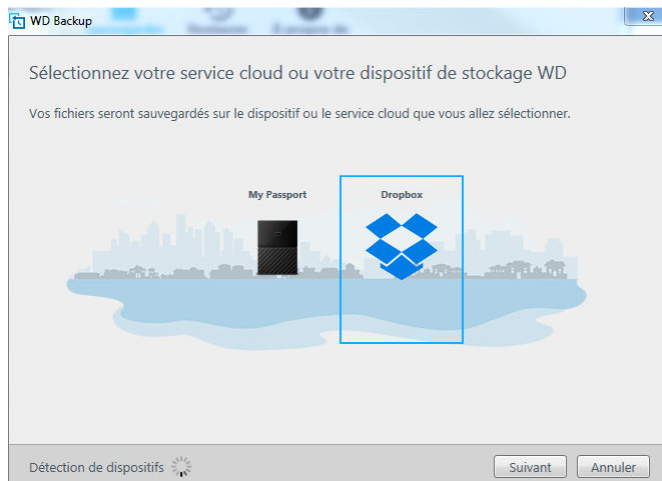 WD Backup
Sélectionnez votre service cloud ou votre dispositif de stockage WD
Vos fichiers seront sauvegardés sur le dispositif ou le service cloud que vous allez sélectionner.
My Passport
Dropbox
Détection de dispositifs
Suivant
Annuler